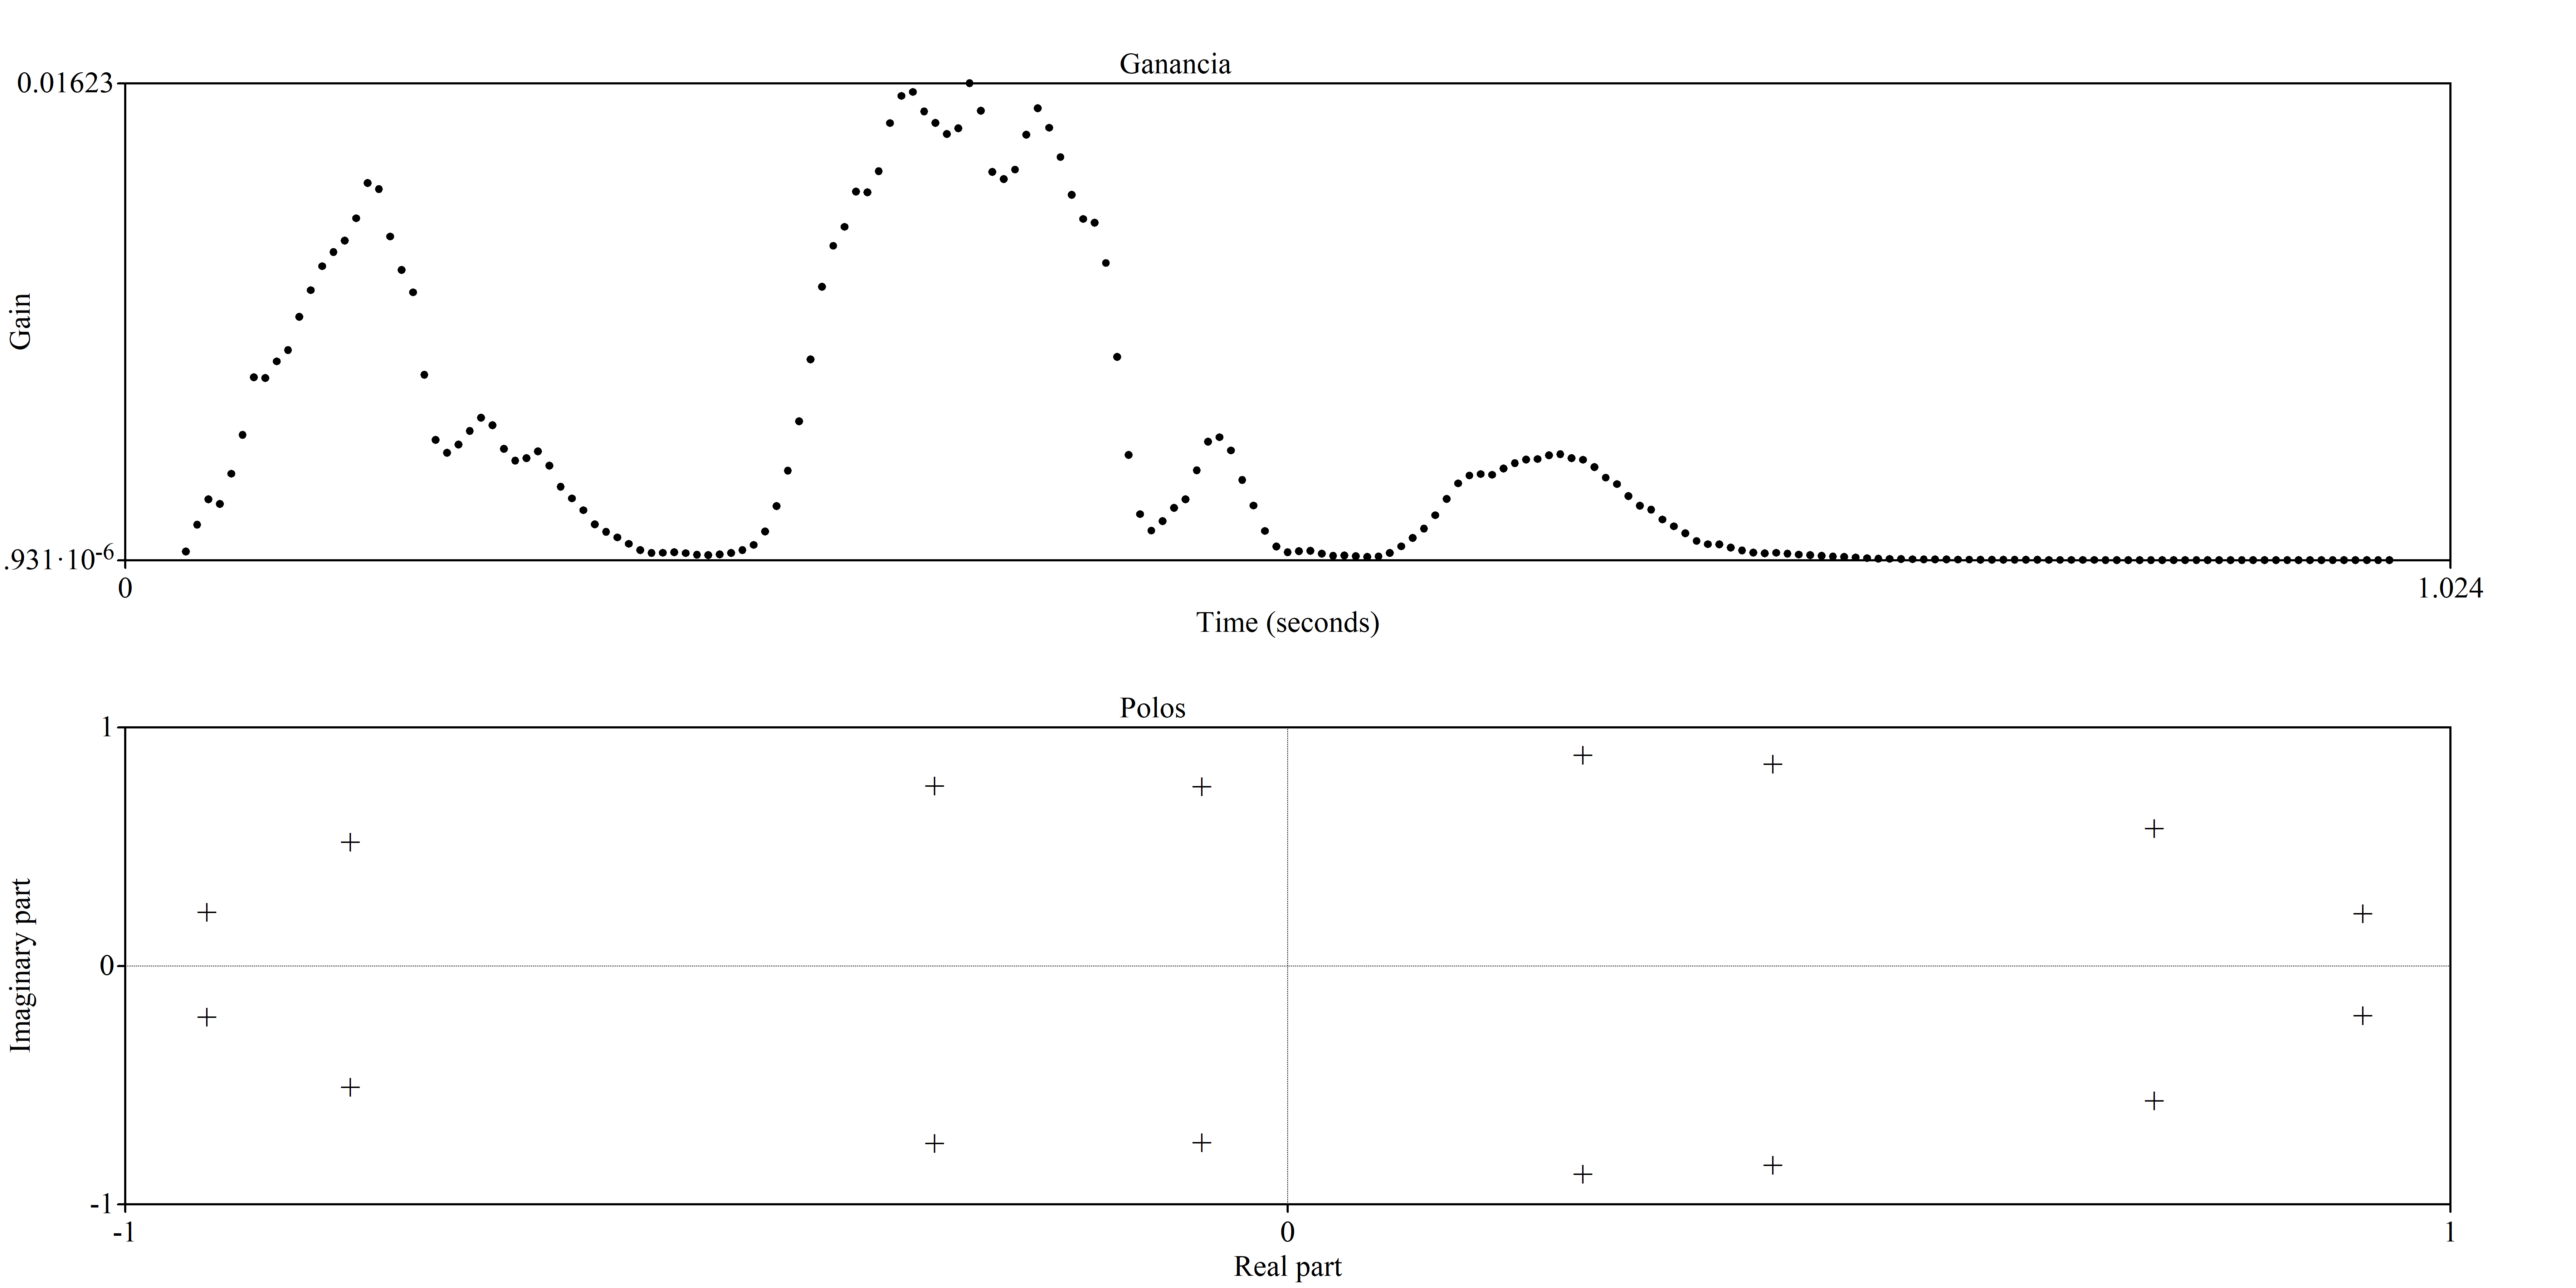 Ganancia
0.01623
Gain
.931·10-6
0
1.024
Time (seconds)
Polos
1
Imaginary part
0
-1
-1
0
1
Real part